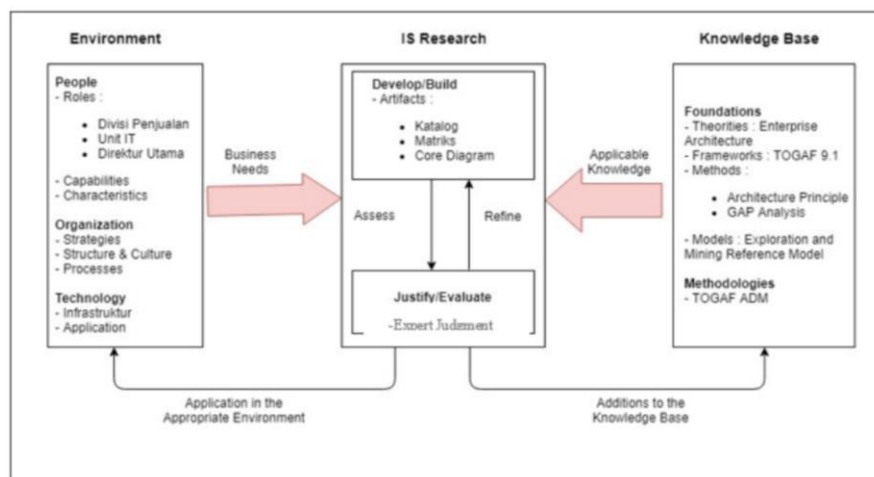 Environment
IS Research
Knowledge Base
People
- Roles :
• Divisi Penjualan
• Unit IT
• Direktur Utama
- Capabilities
- Characteristics
Organization
- Strategies
- Structure & Culture
- Processes
Technology
- Infrastruktur
- Application
Business
Needs
Develop/Build
- Artifacts :
• Katalog
• Matriks
• Core Diagram
Assess
Refine
Justify/Evaluate
-Expert Judgment
Applicable
Knowledge
Foundations
- Theorities : Enterprise
Architecture
- Frameworks : TOGAF 9.1
- Methods :
• Architecture Principle
• GAP Analysis
- Models : Exploration and
Mining Reference Model
Methodologies
- TOGAF ADM
Application in the
Appropriate Environment
Additions to the
Knowledge Base